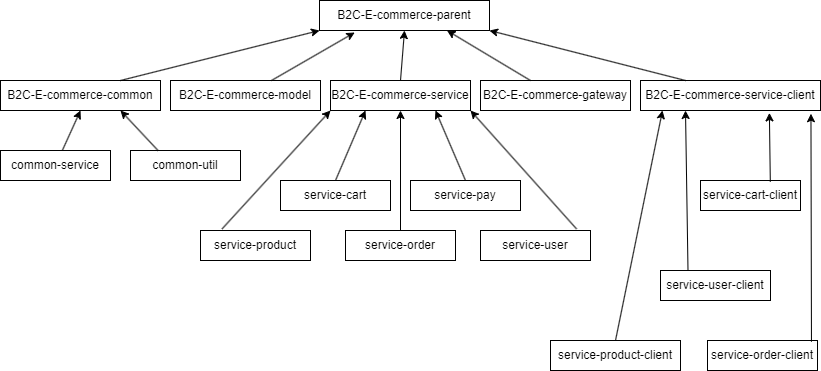 B2C-E-commerce-parent
B2C-E-commerce-common
B2C-E-commerce-model
B2C-E-commerce-service
B2C-E-commerce-gateway
B2C-E-commerce-service-client
common-service
common-util
service-cart
service-pay
service-cart-client
service-product
service-order
service-user
service-user-client
service-product-client
service-order-client